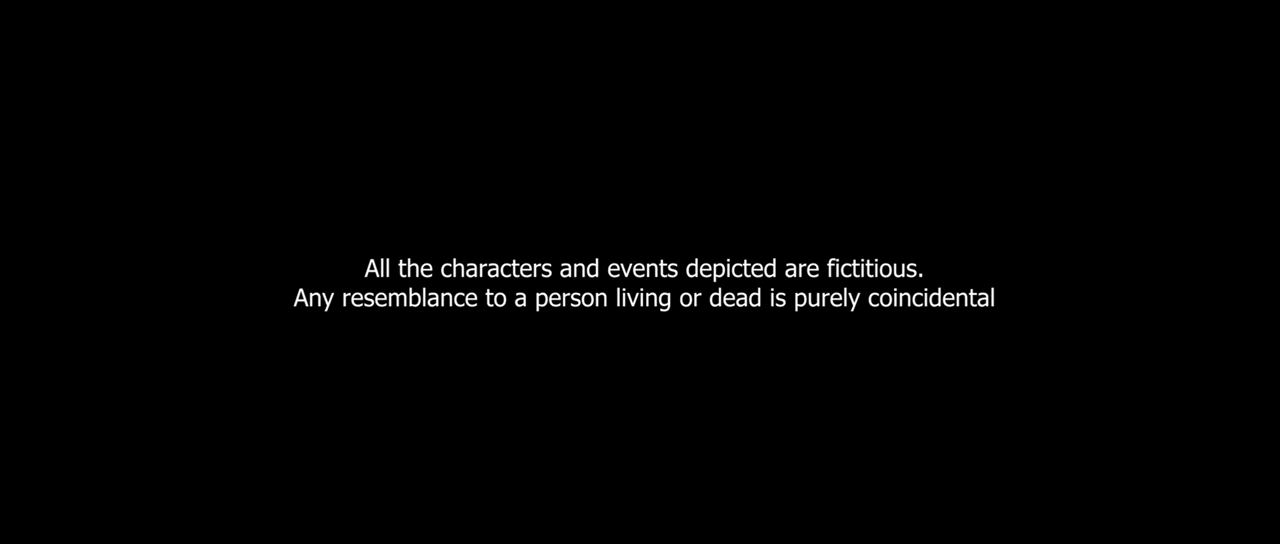 All the characters and events depicted are fictitious.
Any resemblance to a person living or dead is purely coincidental